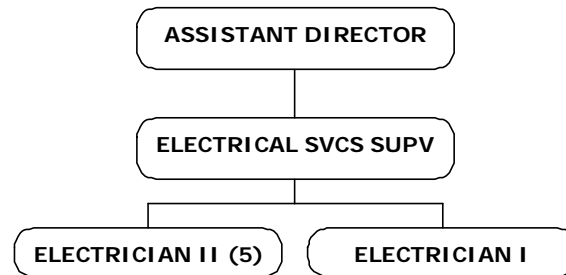 ASSISTANT DIRECTOR
ELECTRICAL SVCS SUPV
ELECTRICIAN II (5)
ELECTRICIAN I